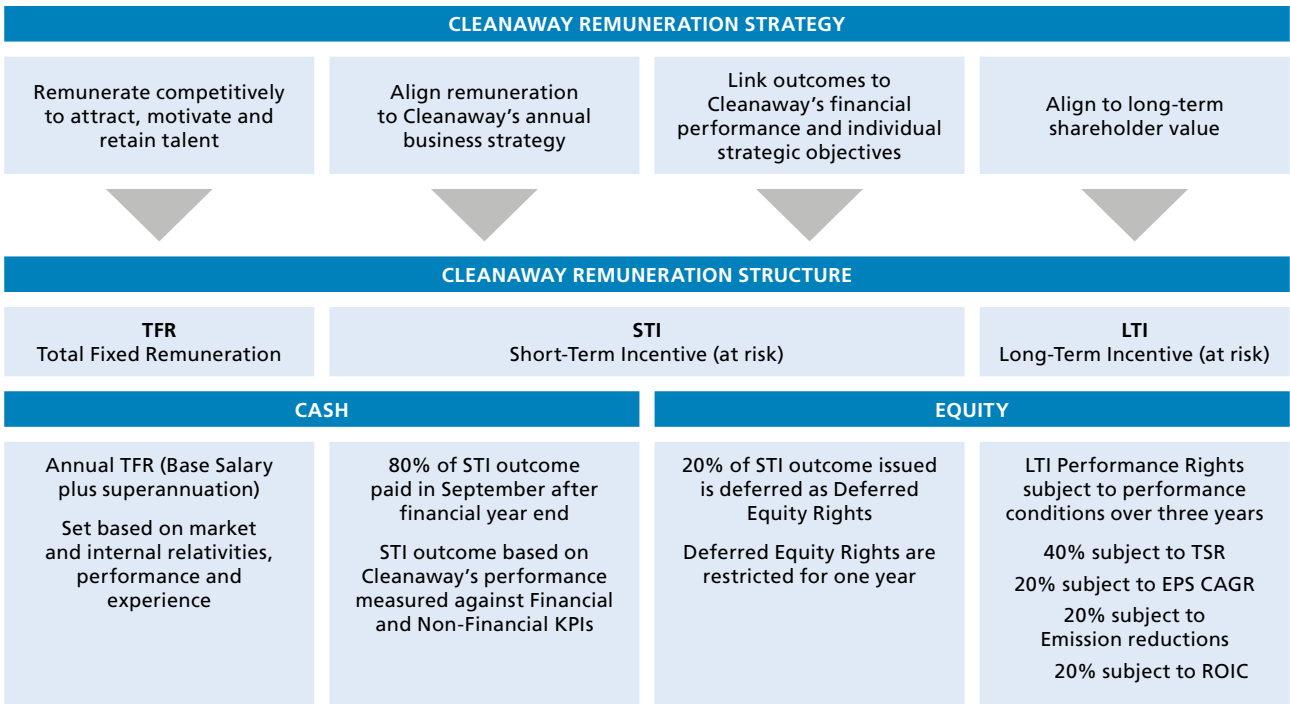 CLEANAWAY REMUNERATION STRATEGY
Remunerate competitively
to attract, motivate and
retain talent
Align remuneration
to Cleanaway's annual
business strategy
Link outcomes to
Cleanaway's financial
performance and individual
strategic objectives
Align to long-term
shareholder value
CLEANAWAY REMUNERATION STRUCTURE
TFR
Total Fixed Remuneration
STI
Short-Term Incentive (at risk)
LTI
Long-Term Incentive (at risk)
CASH
EQUITY
Annual TFR (Base Salary
plus superannuation)
Set based on market
and internal relativities,
performance and
experience
80% of STI outcome
paid in September after
financial year end
STI outcome based on
Cleanaway's performance
measured against Financial
and Non-Financial KPIs
20% of STI outcome issued
is deferred as Deferred
Equity Rights
Deferred Equity Rights are
restricted for one year
LTI Performance Rights
subject to performance
conditions over three years
40% subject to TSR
20% subject to EPS CAGR
20% subject to
Emission reductions
20% subject to ROIC